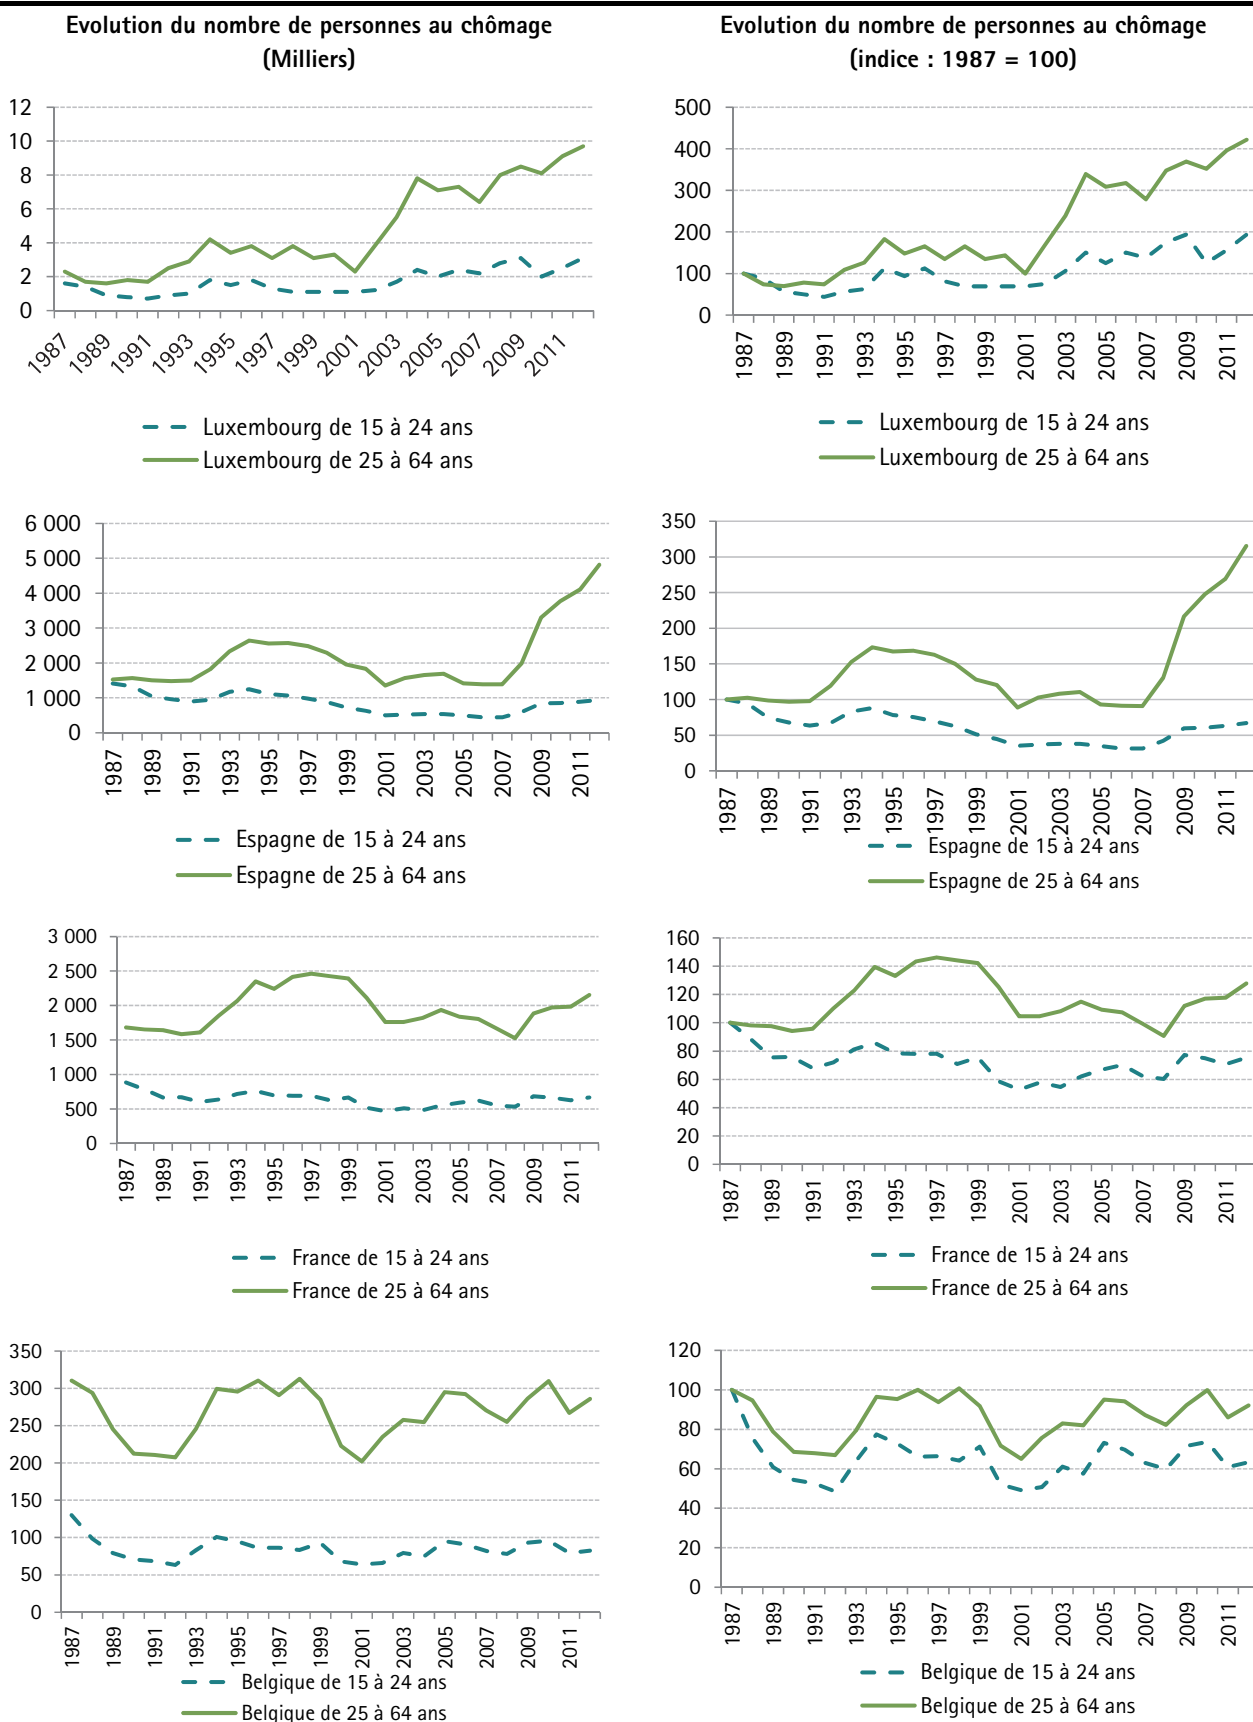 Evolution du nombre de personnes au chômage
(Milliers)
Evolution du nombre de personnes au chômage
(indice : 1987 = 100)
12
10
8
6
4
2
0
1987 1989 1991 1993 1995 1997 1999 2001 2003 2005 2007 2009 2011
Luxembourg de 15 à 24 ans
Luxembourg de 25 à 64 ans
500
400
300
200
100
0
1987 1989 1991 1993 1995 1997 1999 2001 2003 2005 2007 2009 2011
Luxembourg de 15 à 24 ans
Luxembourg de 25 à 64 ans
6 000
5 000
4 000
3 000
2 000
1 000
0
1987 1989 1991 1993 1995 1997 1999 2001 2003 2005 2007 2009 2011
Espagne de 15 à 24 ans
Espagne de 25 à 64 ans
350
300
250
200
150
100
50
0
1987 1989 1991 1993 1995 1997 1999 2001 2003 2005 2007 2009 2011
Espagne de 15 à 24 ans
Espagne de 25 à 64 ans
3 000
2 500
2 000
1 500
1 000
500
0
1987 1989 1991 1993 1995 1997 1999 2001 2003 2005 2007 2009 2011
France de 15 à 24 ans
France de 25 à 64 ans
160
140
120
100
80
60
40
20
0
1987 1989 1991 1993 1995 1997 1999 2001 2003 2005 2007 2009 2011
France de 15 à 24 ans
France de 25 à 64 ans
350
300
250
200
150
100
50
0
1987 1989 1991 1993 1995 1997 1999 2001 2003 2005 2007 2009 2011
Belgique de 15 à 24 ans
Belgique de 25 à 64 ans
120
100
80
60
40
20
0
1987 1989 1991 1993 1995 1997 1999 2001 2003 2005 2007 2009 2011
Belgique de 15 à 24 ans
Belgique de 25 à 64 ans